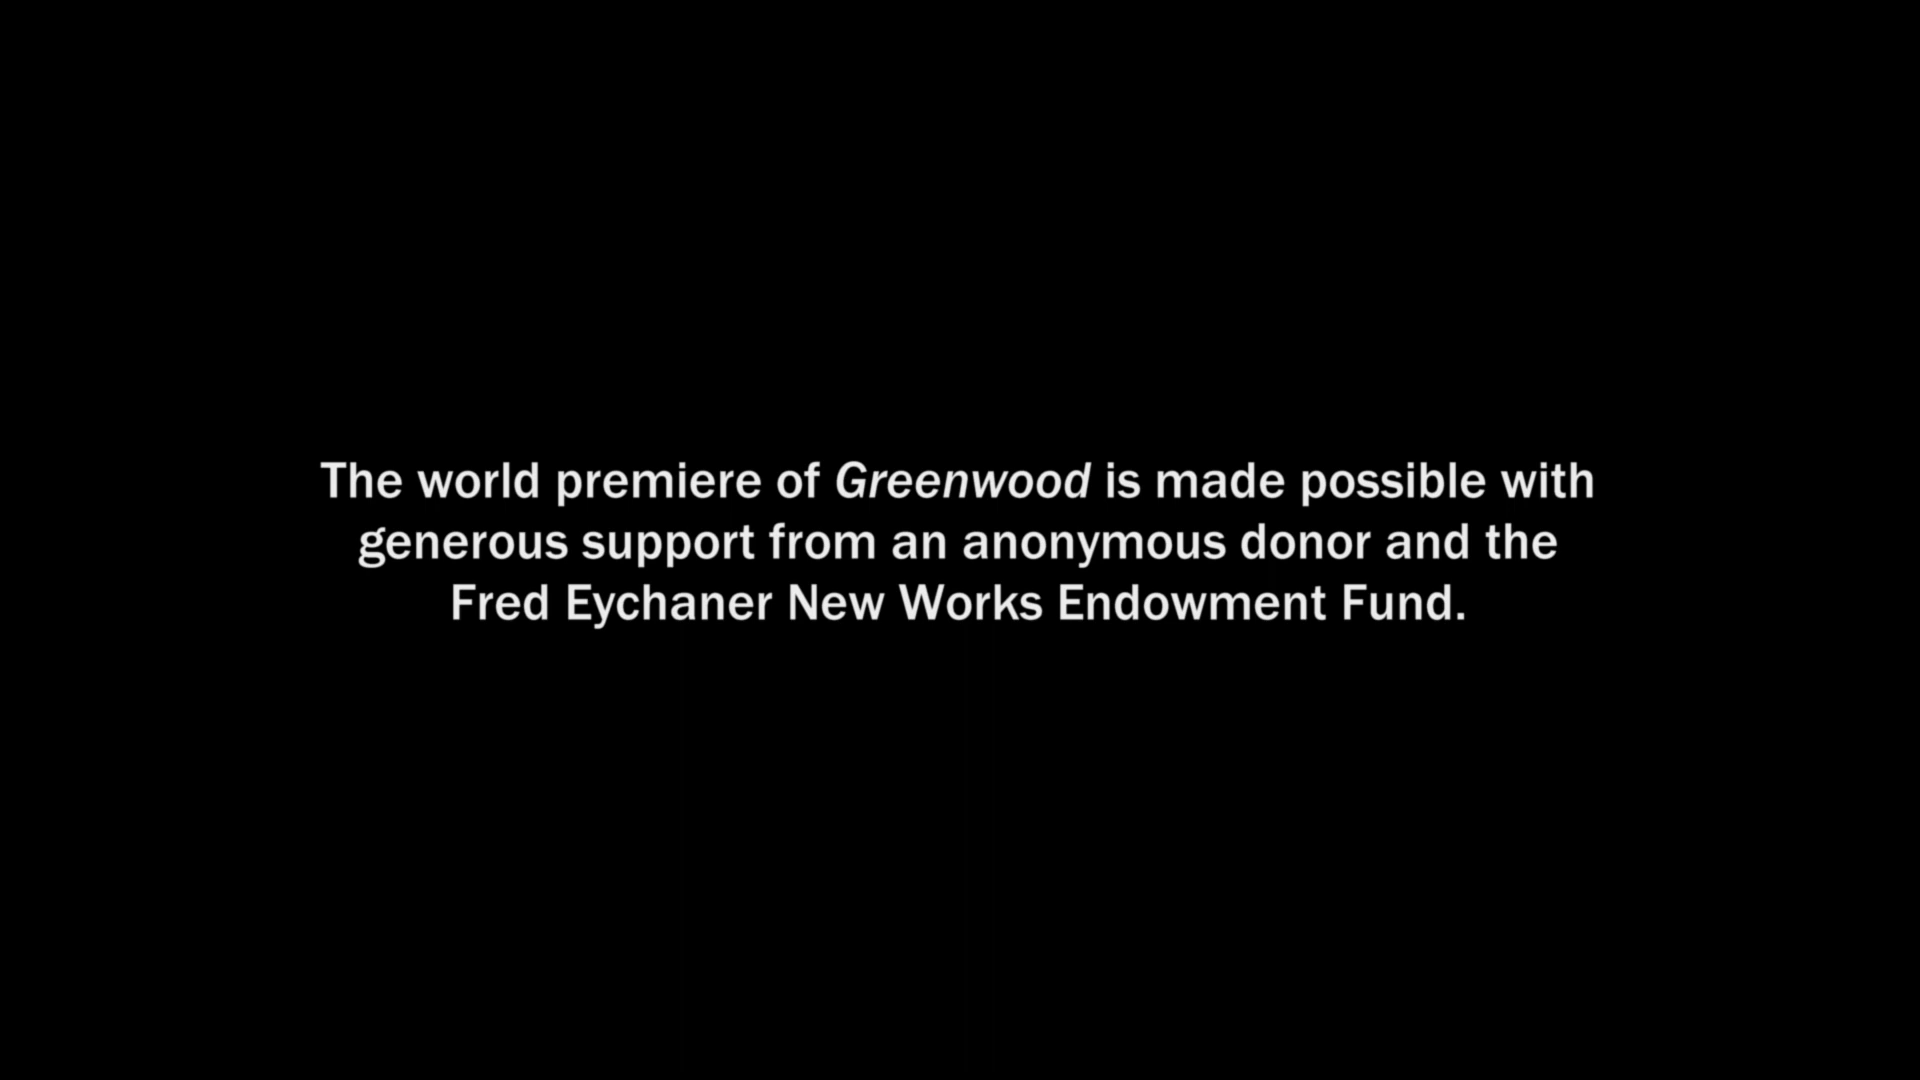 The world premiere of Greenwood is made possible with
generous support from an anonymous donor and the
Fred Eychaner New Works Endowment Fund.